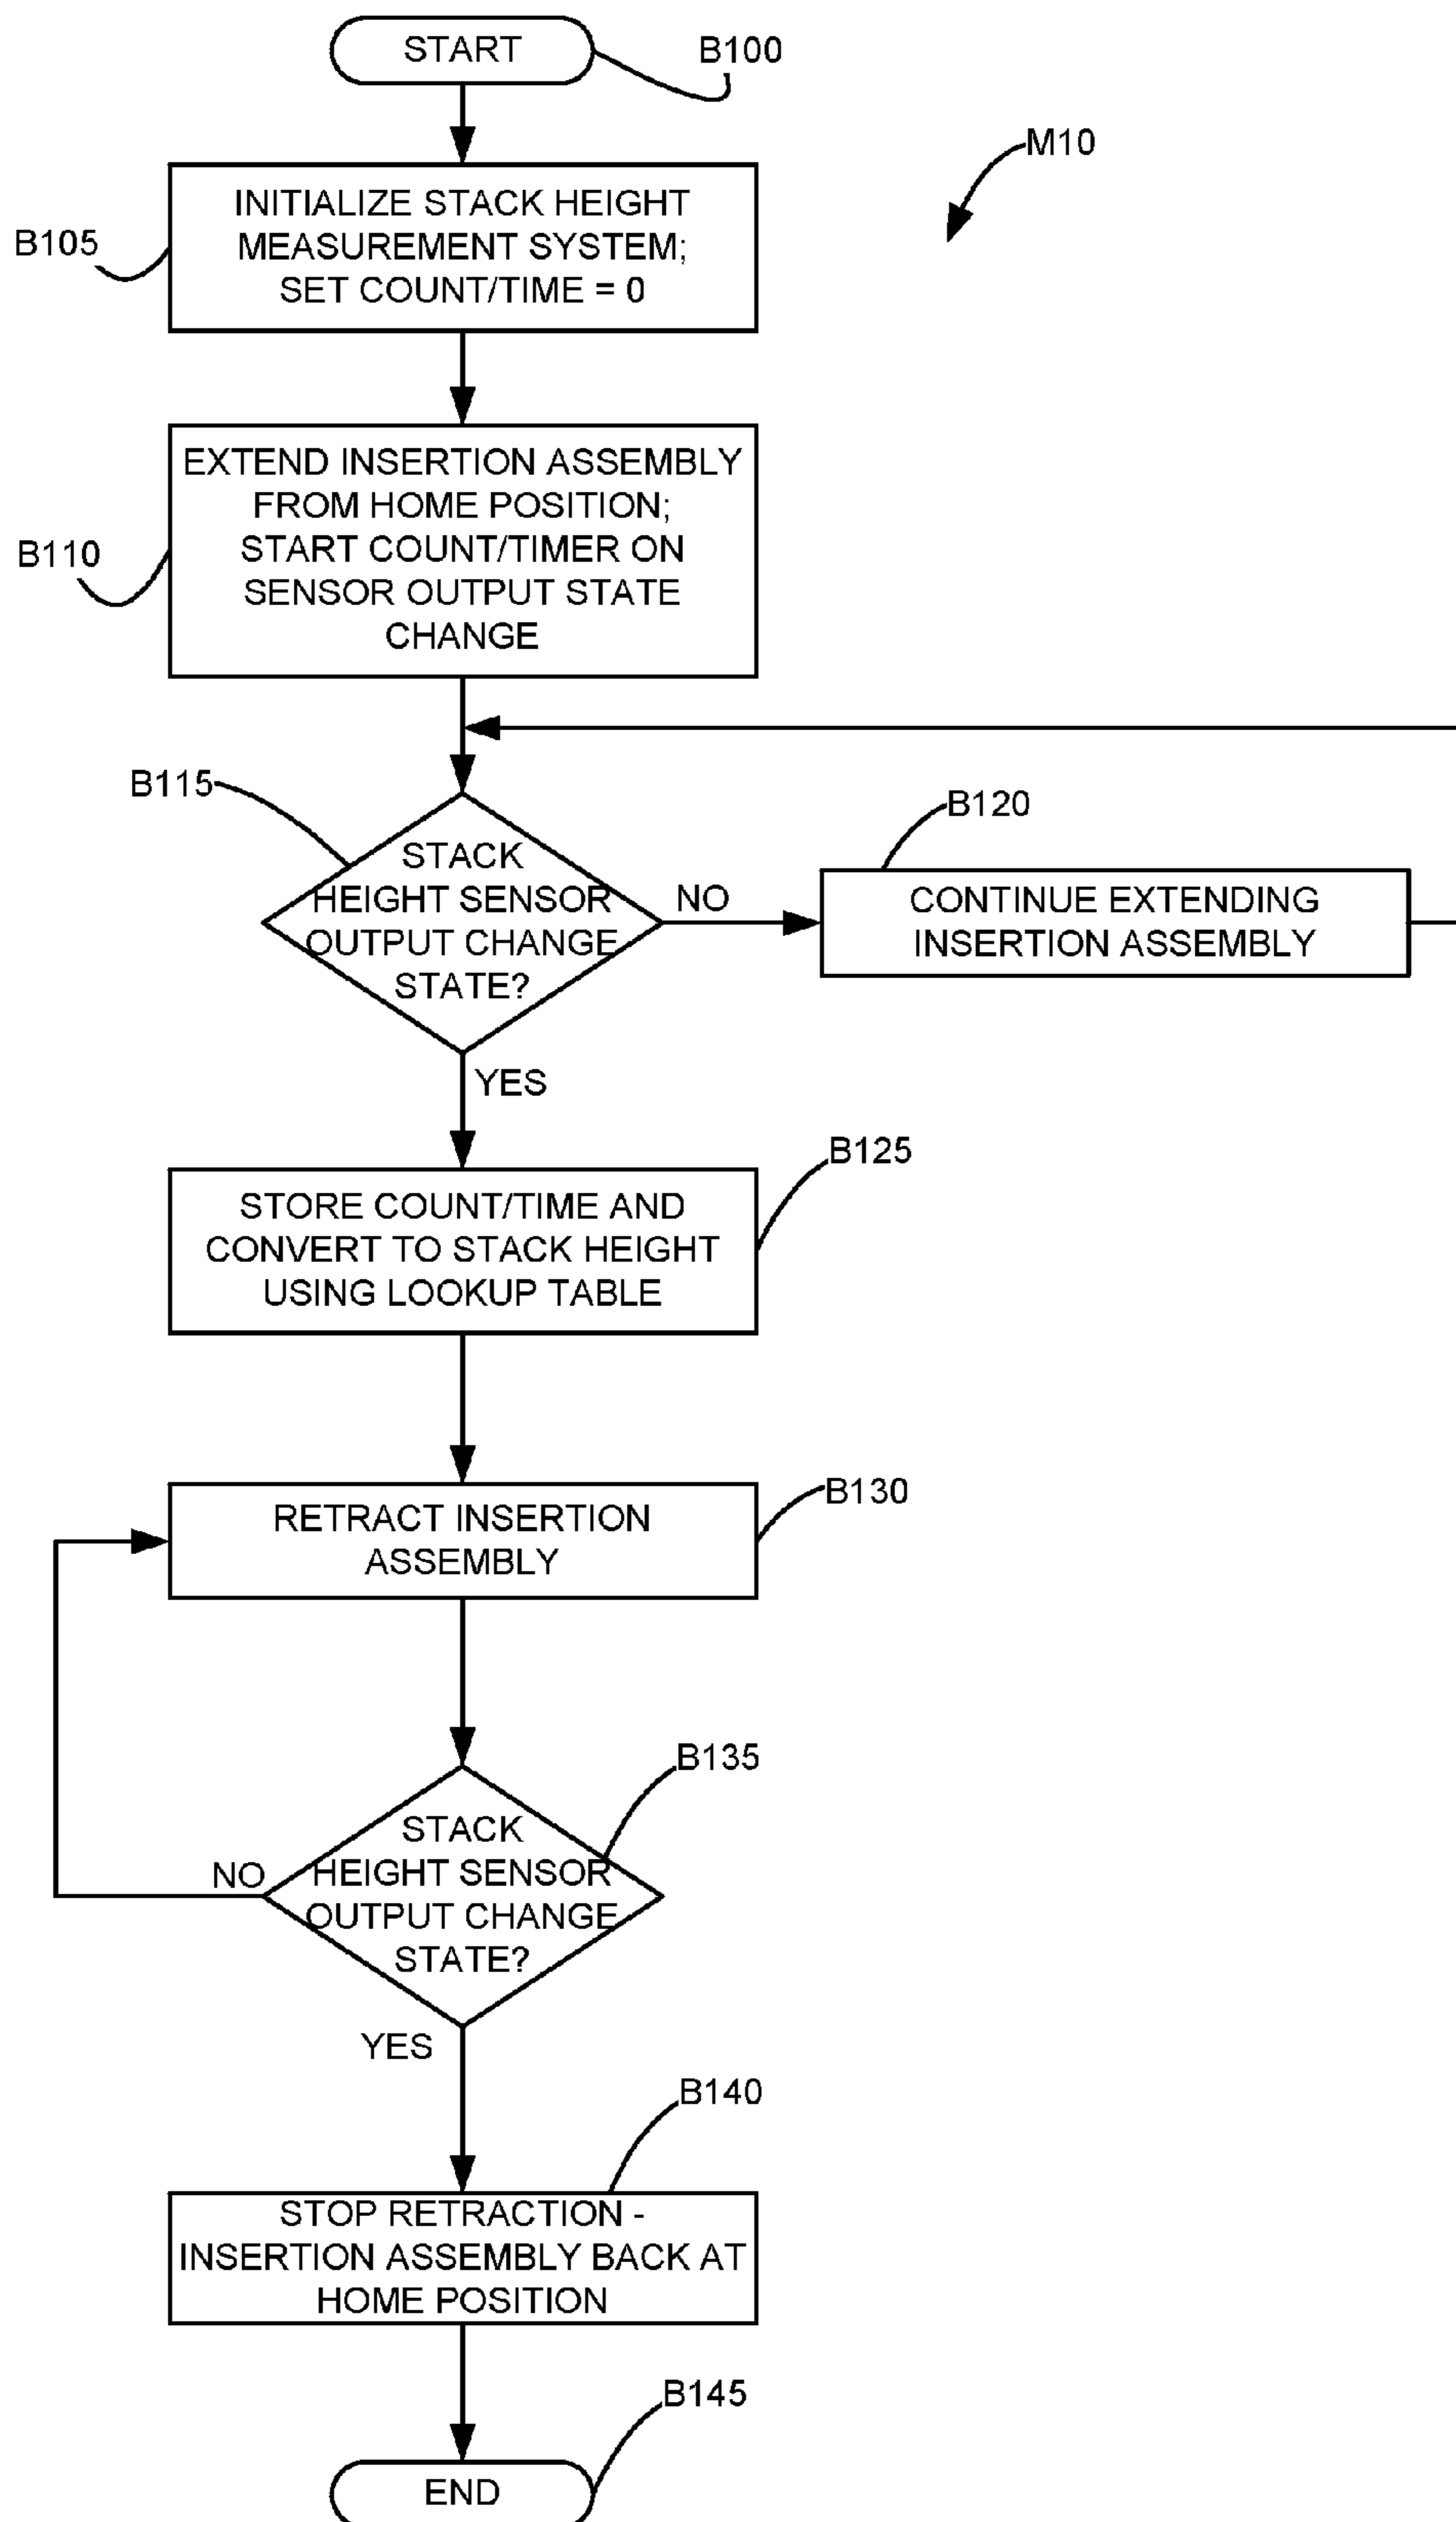 START
B100
M10
INITIALIZE STACK HEIGHT
MEASUREMENT SYSTEM;
SET COUNT/TIME = 0
B105
EXTEND INSERTION ASSEMBLY
FROM HOME POSITION;
START COUNT/TIMER ON
SENSOR OUTPUT STATE
CHANGE
B110
B115
STACK
HEIGHT SENSOR
OUTPUT CHANGE
STATE?
NO
B120
CONTINUE EXTENDING
INSERTION ASSEMBLY
YES
B125
STORE COUNT/TIME AND
CONVERT TO STACK HEIGHT
USING LOOKUP TABLE
B130
RETRACT INSERTION
ASSEMBLY
B135
STACK
HEIGHT SENSOR
OUTPUT CHANGE
STATE?
NO
YES
B140
STOP RETRACTION -
INSERTION ASSEMBLY BACK AT
HOME POSITION
B145
END